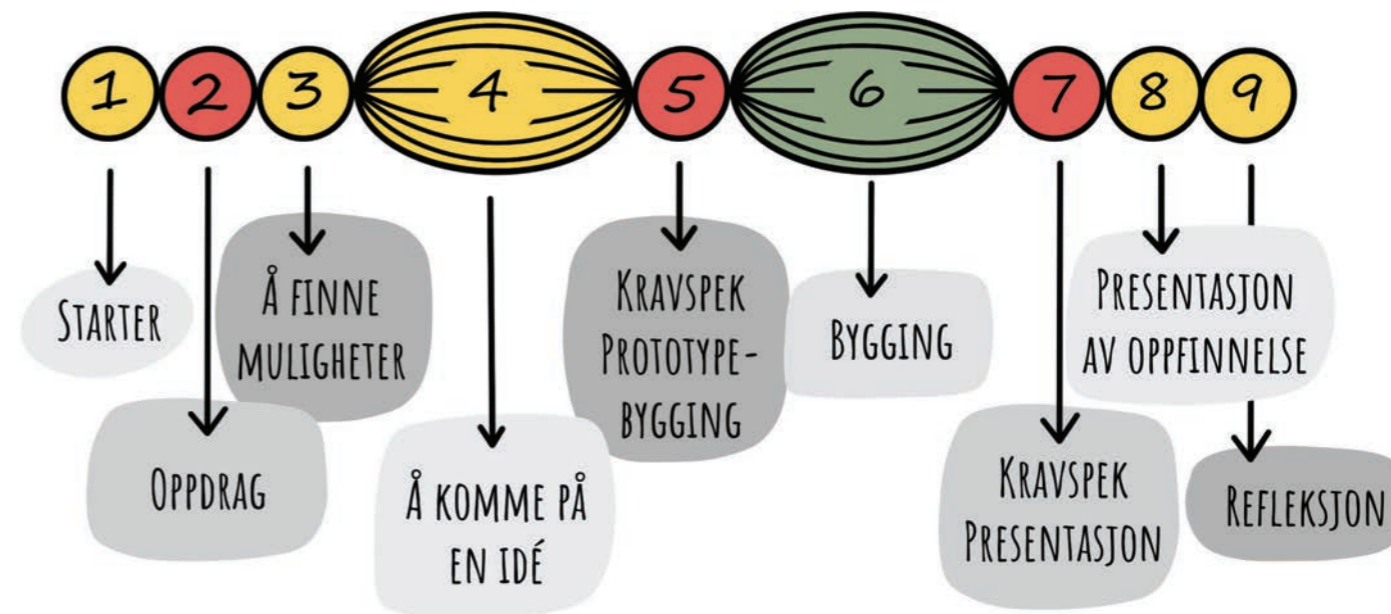 1
2
3
4
5
6
7
8
9
STARTER
OPPDRAG
Å FINNE
MULIGHETER
Å KOMME PÅ
EN IDÉ
KRAVSPEK
PROTOTYPE-
BYGGING
BYGGING
KRAVSPEK
PRESENTASJON
PRESENTASJON
AV OPPFINNELSE
REFLEKSJON